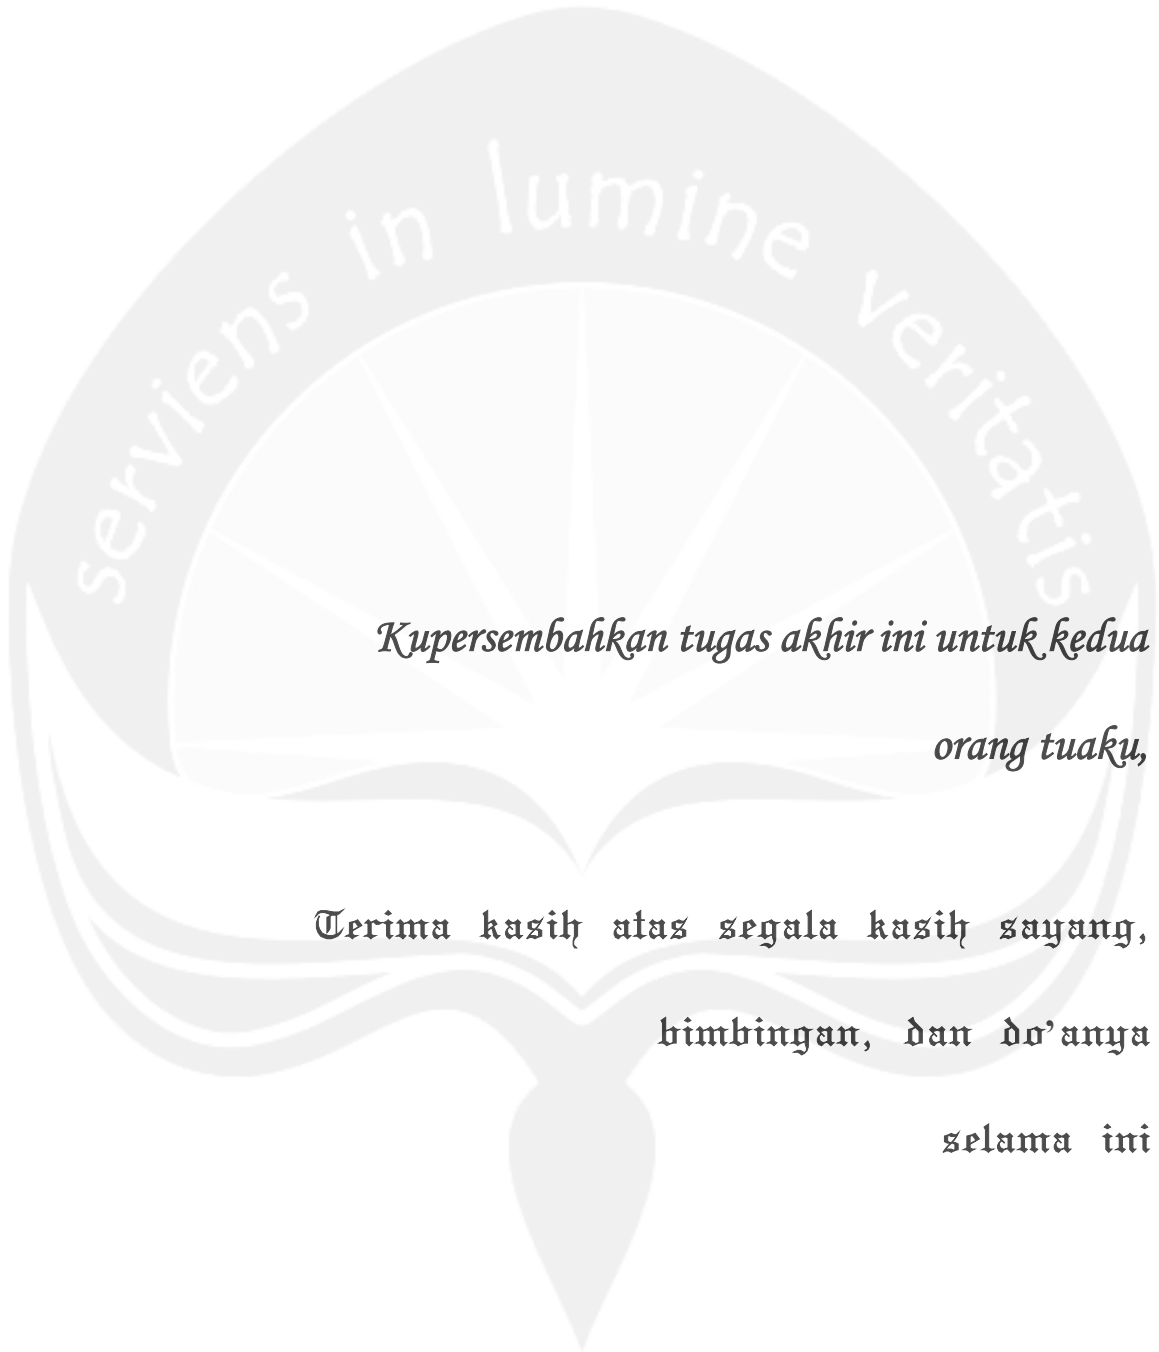 serviens in lumine veritatis
Kupersembahkan tugas akhir ini untuk kedua
orang tuaku,
Terima kasih atas segala kasih sayang,
bimbingan, dan do’anya
selama ini